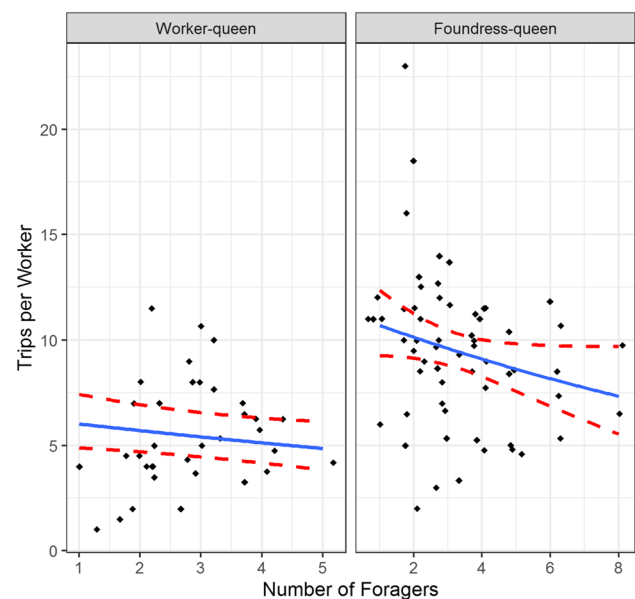 Worker-queen
Foundress-queen
Trips per Worker
20
15
10
5
0
1 2 3 4 5
2 4 6 8
Number of Foragers